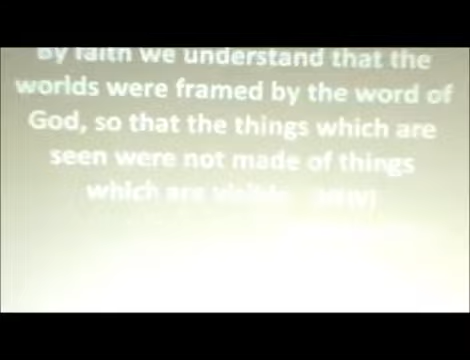 By faith we understand that the
worlds were framed by the word of
God, so that the things which are
seen were not made of things
which are visible